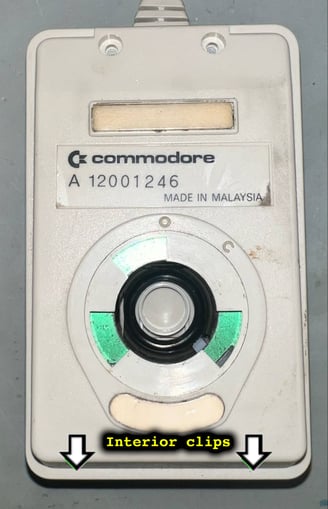 O
C
commodore
A 12001246
MADE IN MALAYSIA
Interior clips